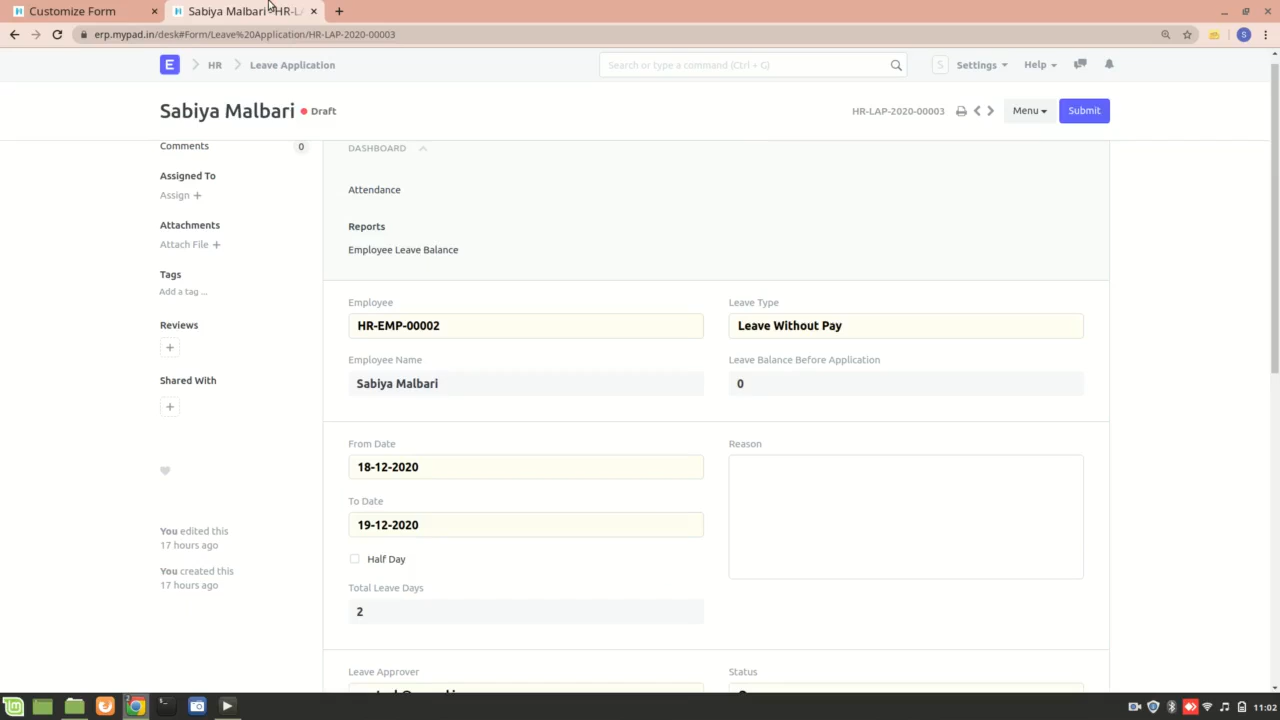 Customize Form
Sabiya Malbari - HR-LA
erp.mypad.in/desk#Form/Leave%20Application/HR-LAP-2020-00003
S
E
HR
Leave Application
Search or type a command (Ctrl + G)
S
Settings
Help
Sabiya Malbari
Draft
HR-LAP-2020-00003
Menu
Submit
Comments 0
Assigned To
Assign +
Attachments
Attach File +
Tags
Add a tag ...
Reviews
+
Shared With
+
You edited this
17 hours ago
You created this
17 hours ago
DASHBOARD
Attendance
Reports
Employee Leave Balance
Employee
HR-EMP-00002
Leave Type
Leave Without Pay
Employee Name
Sabiya Malbari
Leave Balance Before Application
0
From Date
18-12-2020
Reason
To Date
19-12-2020
Half Day
Total Leave Days
2
Leave Approver
Status
2
11:02